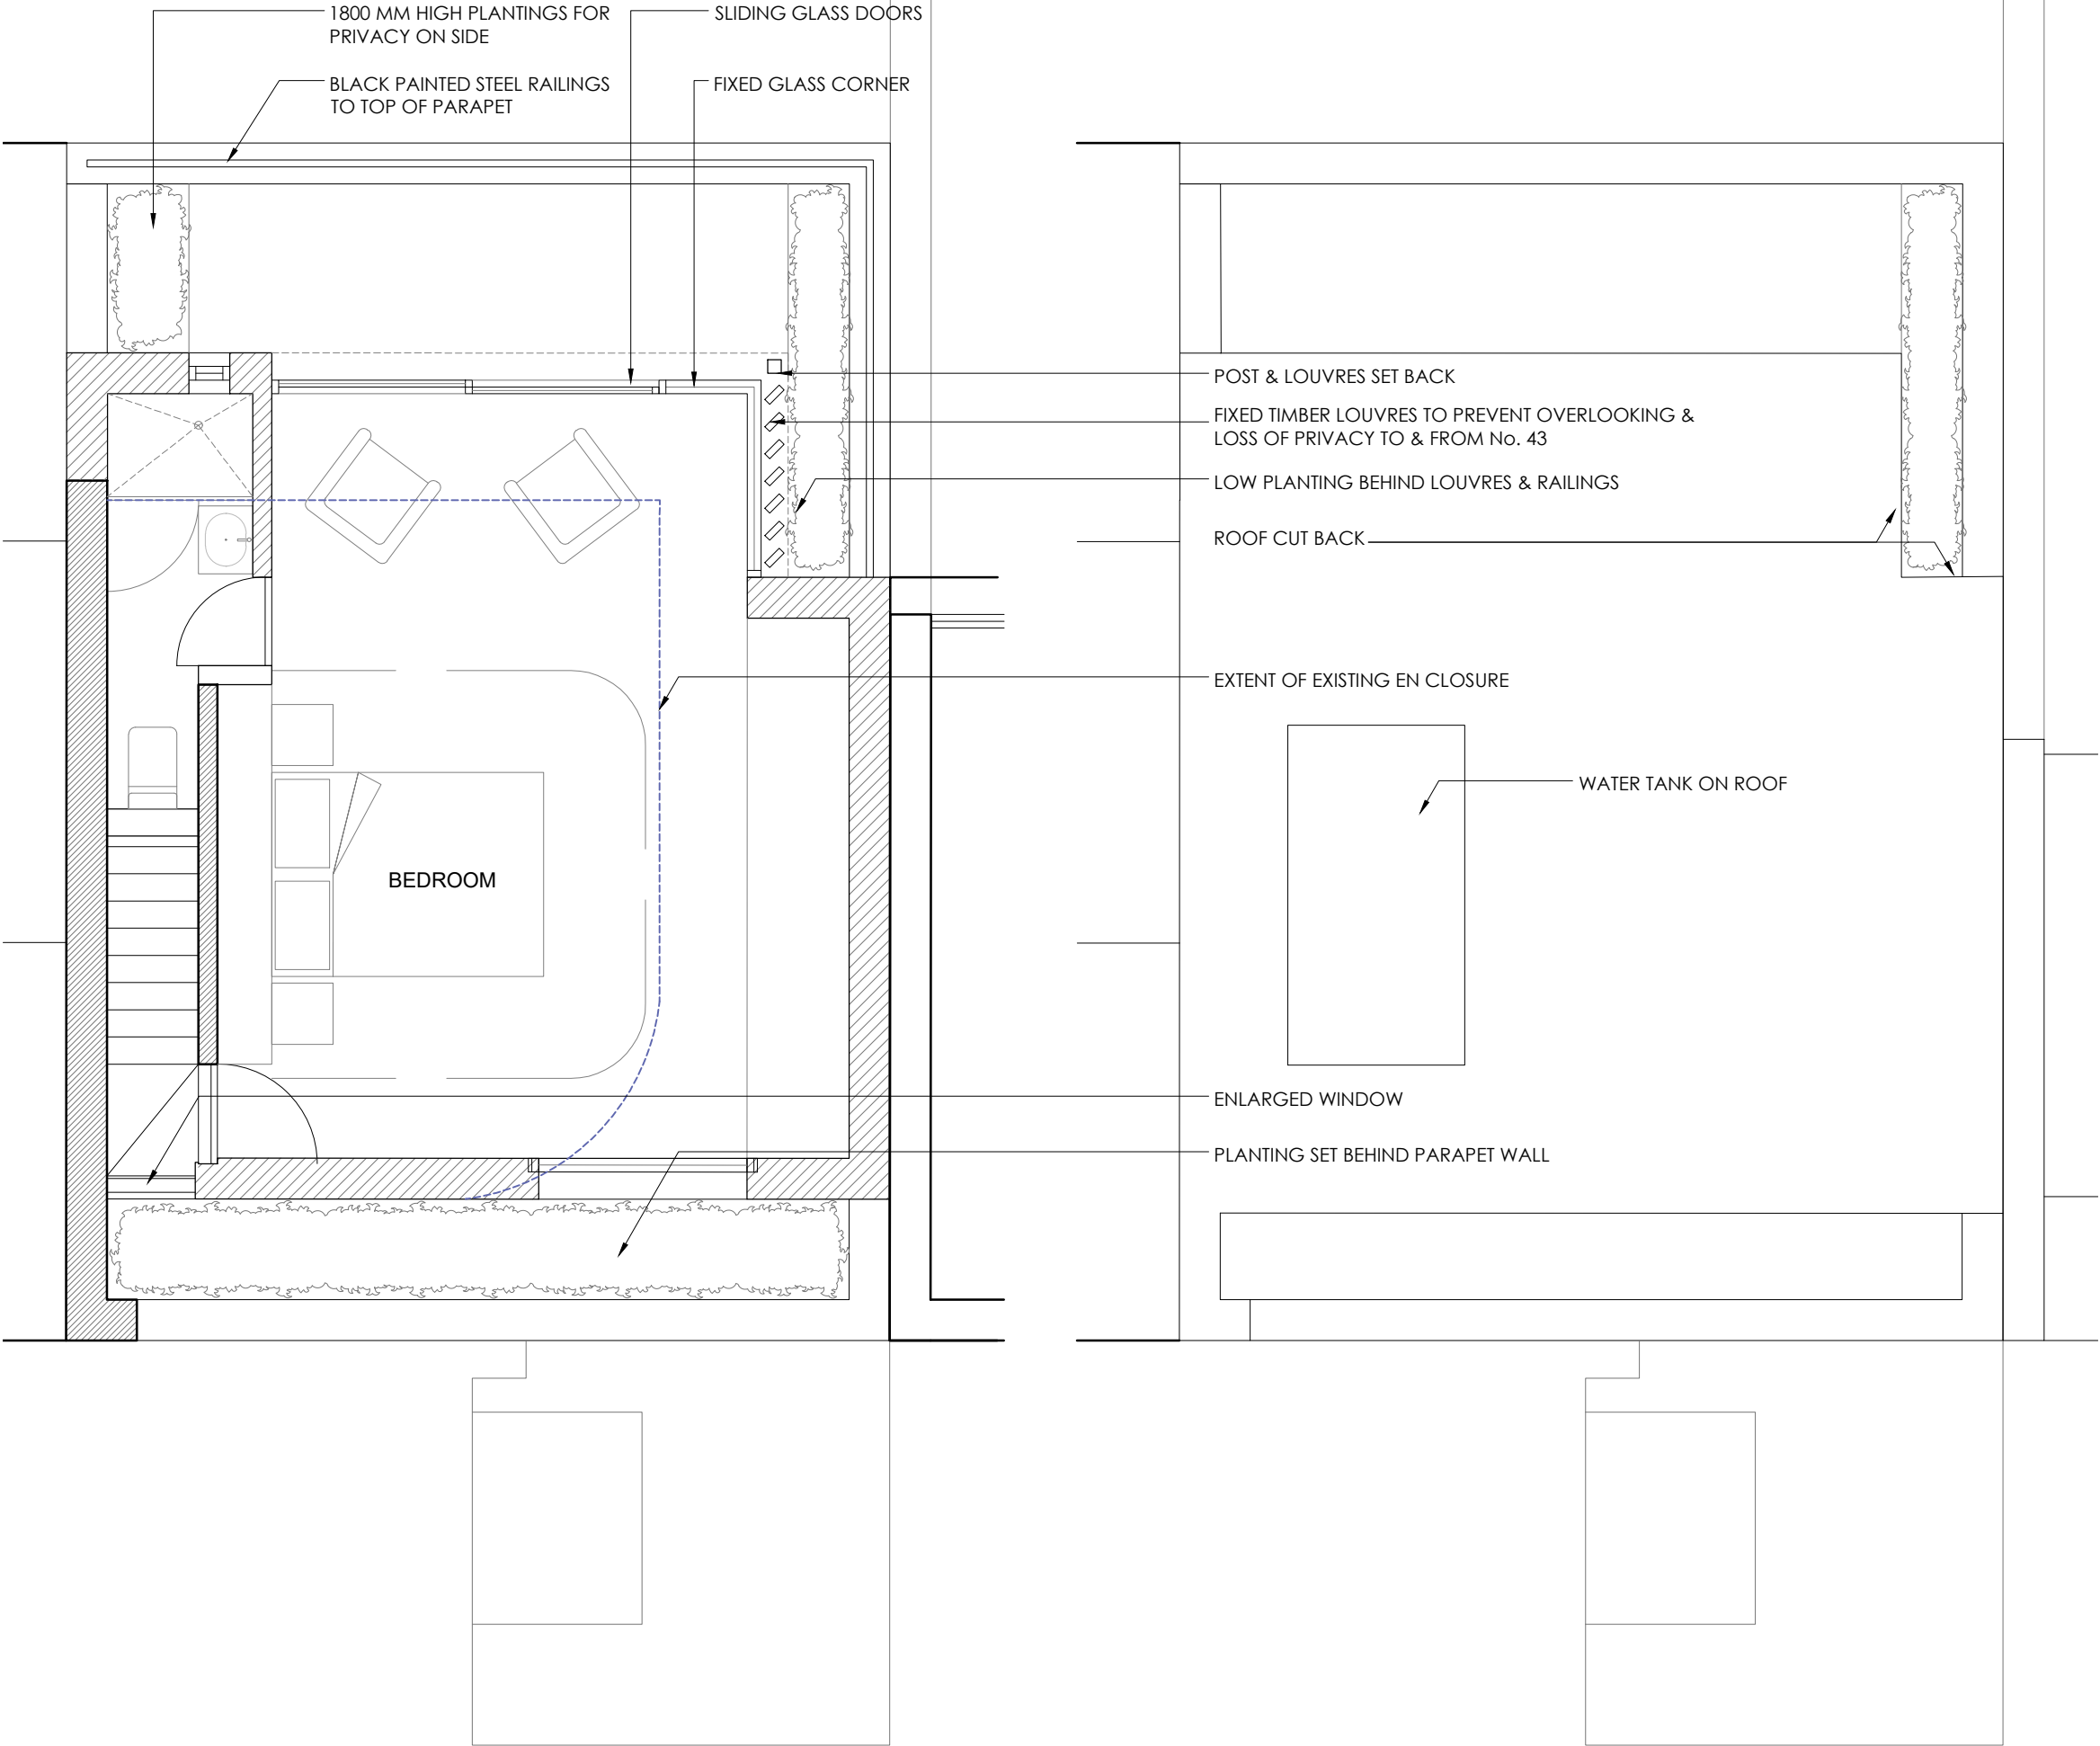 1800 MM HIGH PLANTINGS FOR
PRIVACY ON SIDE
SLIDING GLASS DOORS
BLACK PAINTED STEEL RAILINGS
TO TOP OF PARAPET
FIXED GLASS CORNER
POST & LOUVRES SET BACK
FIXED TIMBER LOUVRES TO PREVENT OVERLOOKING &
LOSS OF PRIVACY TO & FROM No. 43
LOW PLANTING BEHIND LOUVRES & RAILINGS
ROOF CUT BACK
EXTENT OF EXISTING EN CLOSURE
WATER TANK ON ROOF
BEDROOM
ENLARGED WINDOW
PLANTING SET BEHIND PARAPET WALL